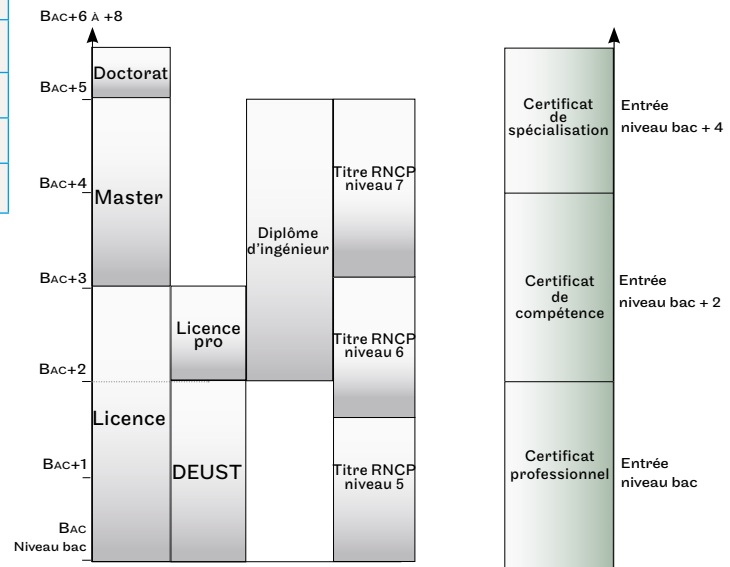 BAC+6 À +8
BAC+5
BAC+4
BAC+3
BAC+2
BAC+1
BAC
Niveau bac
Doctorat
Master
Licence
Licence
pro
DEUST
Diplôme
d'ingénieur
Titre RNCP
niveau 7
Titre RNCP
niveau 6
Titre RNCP
niveau 5
Certificat
de
spécialisation
Entrée
niveau bac + 4
Certificat
de
compétence
Entrée
niveau bac + 2
Certificat
professionnel
Entrée
niveau bac